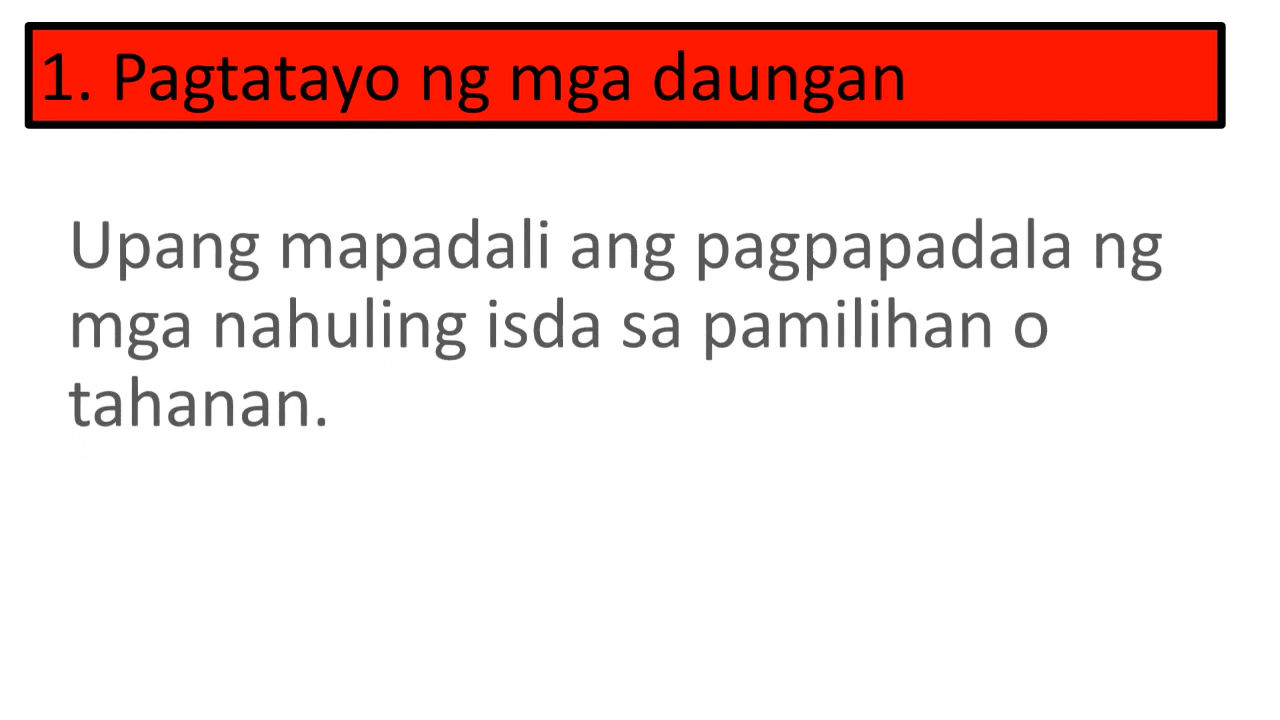 1. Pagtatayo ng mga daungan
Upang mapadali ang pagpapadala ng
mga nahuling isda sa pamilihan o
tahanan.